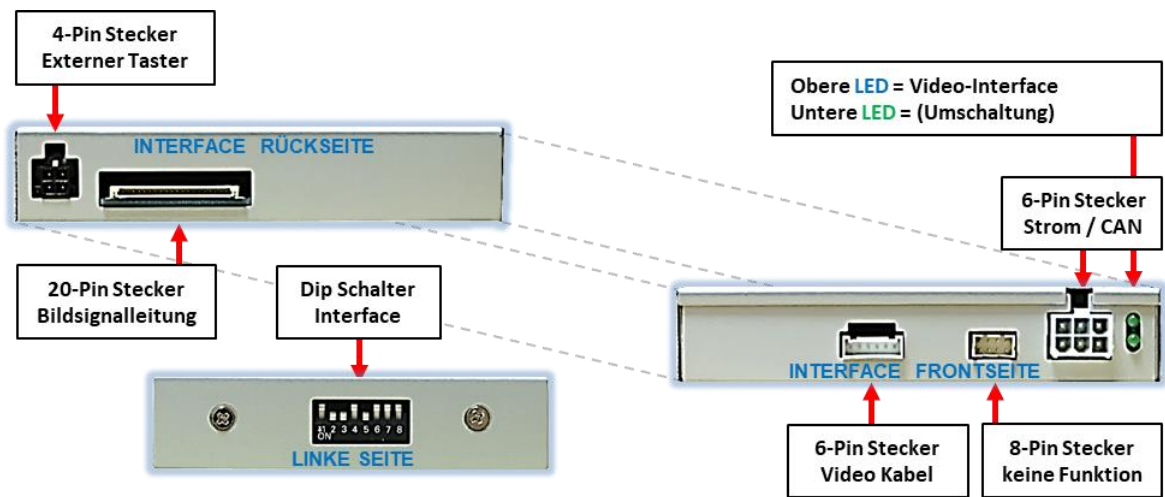 4-Pin Stecker
Externer Taster
Obere LED = Video-Interface
Untere LED = (Umschaltung)
INTERFACE RÜCKSEITE
6-Pin Stecker
Strom / CAN
20-Pin Stecker
Bildsignalleitung
Dip Schalter
Interface
INTERFACE FRONTSEITE
1 2 3 4 5 6 7 8
ON
LINKE SEITE
6-Pin Stecker
Video Kabel
8-Pin Stecker
keine Funktion